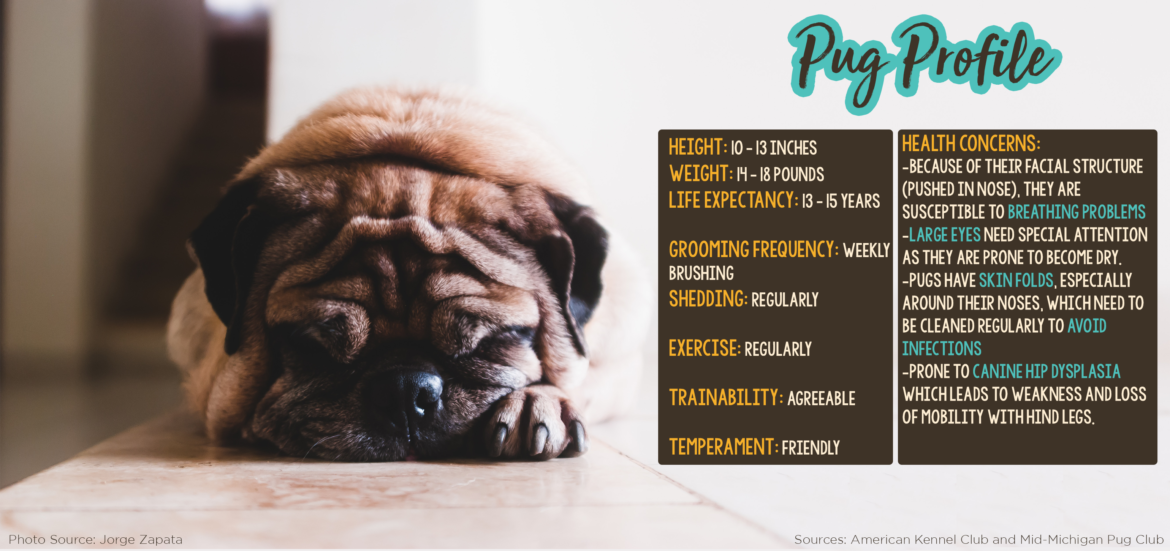 Pug Profile
HEIGHT: 10 - 13 INCHES
WEIGHT: 14 - 18 POUNDS
LIFE EXPECTANCY: 13 - 15 YEARS
GROOMING FREQUENCY: WEEKLY
BRUSHING
SHEDDING: REGULARLY
EXERCISE: REGULARLY
TRAINABILITY: AGREEABLE
TEMPERAMENT: FRIENDLY
HEALTH CONCERNS:
-BECAUSE OF THEIR FACIAL STRUCTURE
(PUSHED IN NOSE), THEY ARE
SUSCEPTIBLE TO BREATHING PROBLEMS
-LARGE EYES NEED SPECIAL ATTENTION
AS THEY ARE PRONE TO BECOME DRY.
-PUGS HAVE SKIN FOLDS, ESPECIALLY
AROUND THEIR NOSES, WHICH NEED TO
BE CLEANED REGULARLY TO AVOID
INFECTIONS
-PRONE TO CANINE HIP DYSPLASIA
WHICH LEADS TO WEAKNESS AND LOSS
OF MOBILITY WITH HIND LEGS.
Photo Source: Jorge Zapata
Sources: American Kennel Club and Mid-Michigan Pug Club